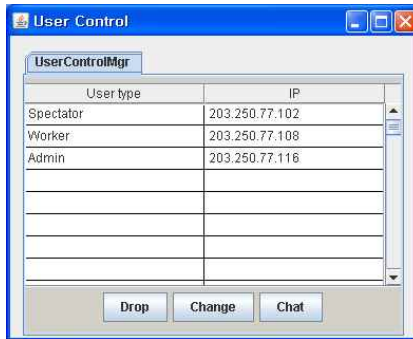 User Control
UserControlMgr
User type IP
Spectator 203.250.77.102
Worker 203.250.77.108
Admin 203.250.77.116
Drop Change Chat